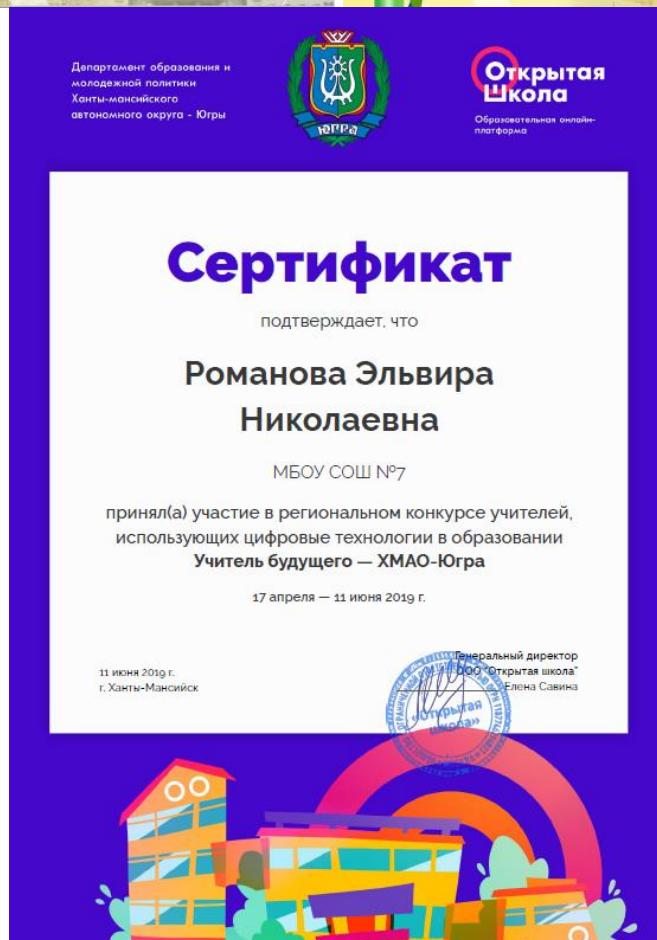 Департамент образования и
молодежной политики
Ханты-мансийского
автономного округа - Югры
ЮГРА
Открытая
Школа
Образовательная онлайн-
платформа
Сертификат
подтверждает, что
Романова Эльвира
Николаевна
МБОУ СОШ №7
принял(а) участие в региональном конкурсе учителей,
использующих цифровые технологии в образовании
Учитель будущего — ХМАО-Югра
17 апреля — 11 июня 2019 г.
11 июня 2019 г.
г. Ханты-Мансийск
Генеральный директор
ООО "Открытая школа"
Елена Савина
«Открытая
школа»